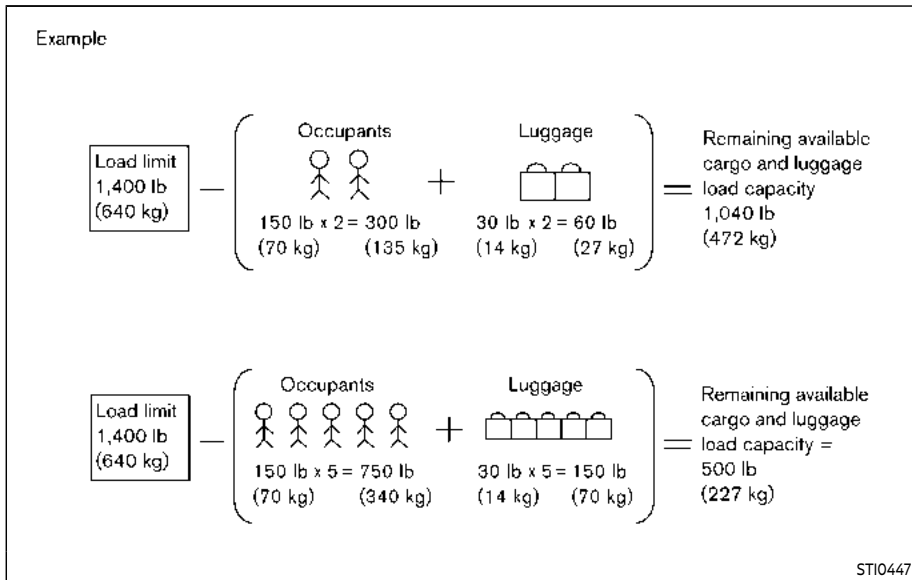 Example
Occupants
Luggage
Load limit
1,400 lb
(640 kg)
150 lb x 2 = 300 lb
(70 kg) (135 kg)
30 lb x 2 = 60 lb
(14 kg) (27 kg)
Remaining available
cargo and luggage
load capacity
1,040 lb
(472 kg)
Occupants
Luggage
Load limit
1,400 lb
(640 kg)
150 lb x 5 = 750 lb
(70 kg) (340 kg)
30 lb x 5 = 150 lb
(14 kg) (70 kg)
Remaining available
cargo and luggage
load capacity =
500 lb
(227 kg)
STI0447